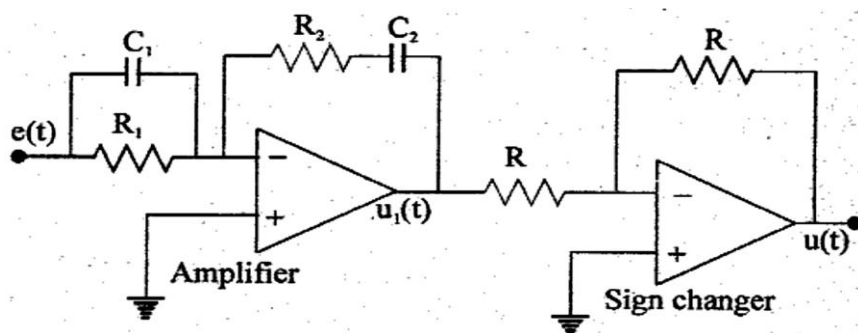 R₂
C₂
R
C₁
e(t)
R₁
−
+
u₁(t)
Amplifier
R
−
+
u(t)
Sign changer